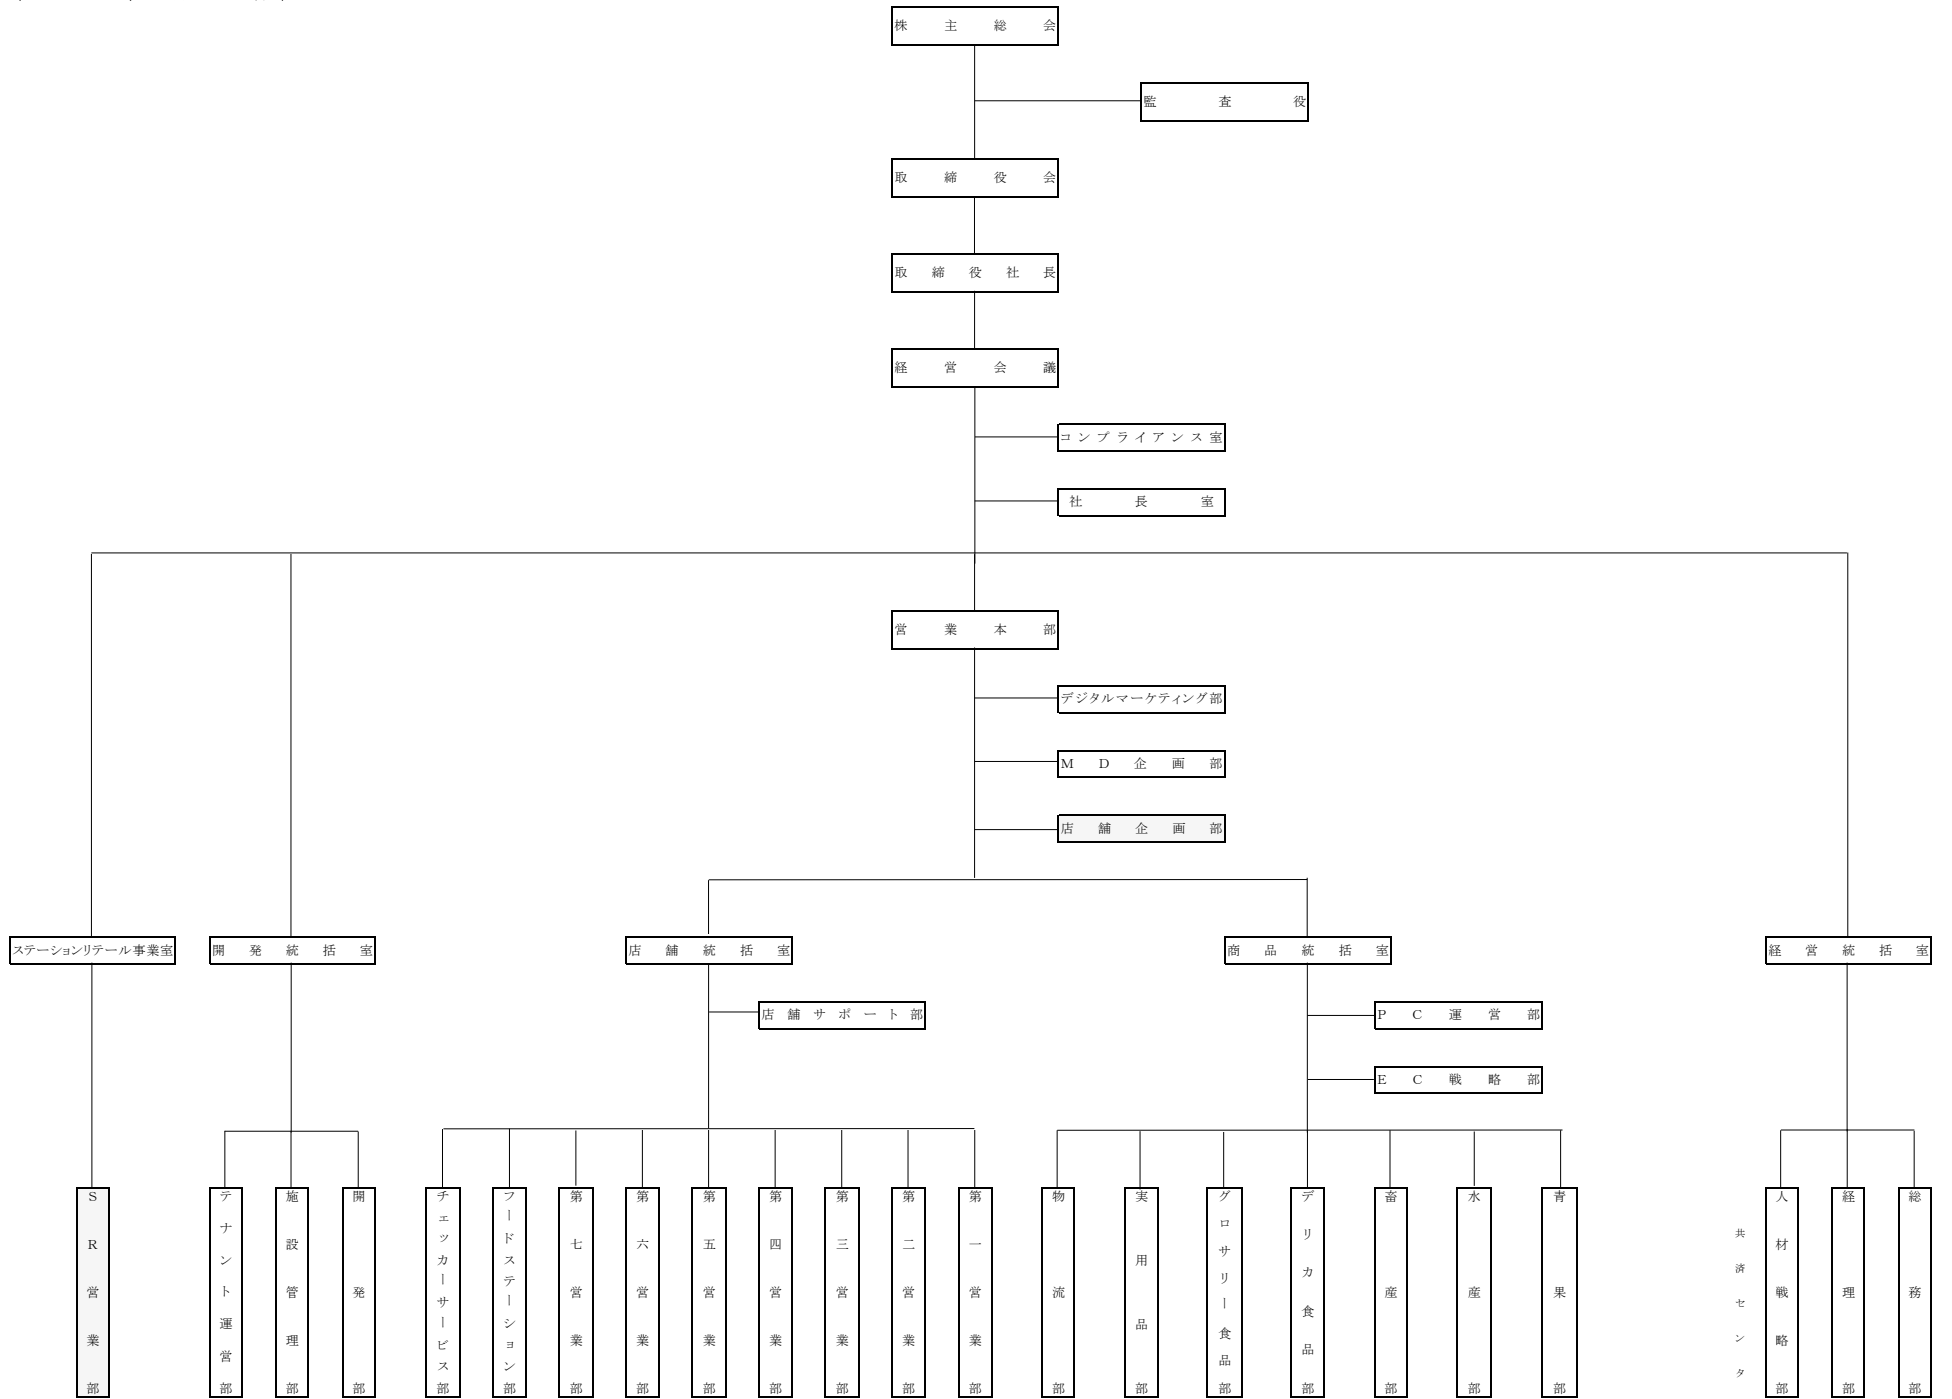 株主総会
監査役
取締役会
取締役社長
経営会議
コンプライアンス室
社長室
営業本部
デジタルマーケティング部
MD企画部
店舗企画部
ステーションリテール事業室
開発統括室
店舗統括室
商品統括室
経営統括室
店舗サポート部
PC運営部
EC戦略部
SR営業部
テナント運営部
施設管理部
開発部
チェッカーサービス部
フードステーション部
第七営業部
第六営業部
第五営業部
第四営業部
第三営業部
第二営業部
第一営業部
物流部
実用品部
グロサリー食品部
デリカ食品部
畜産部
水産部
青果部
共済センタ
人材戦略部
経理部
総務部